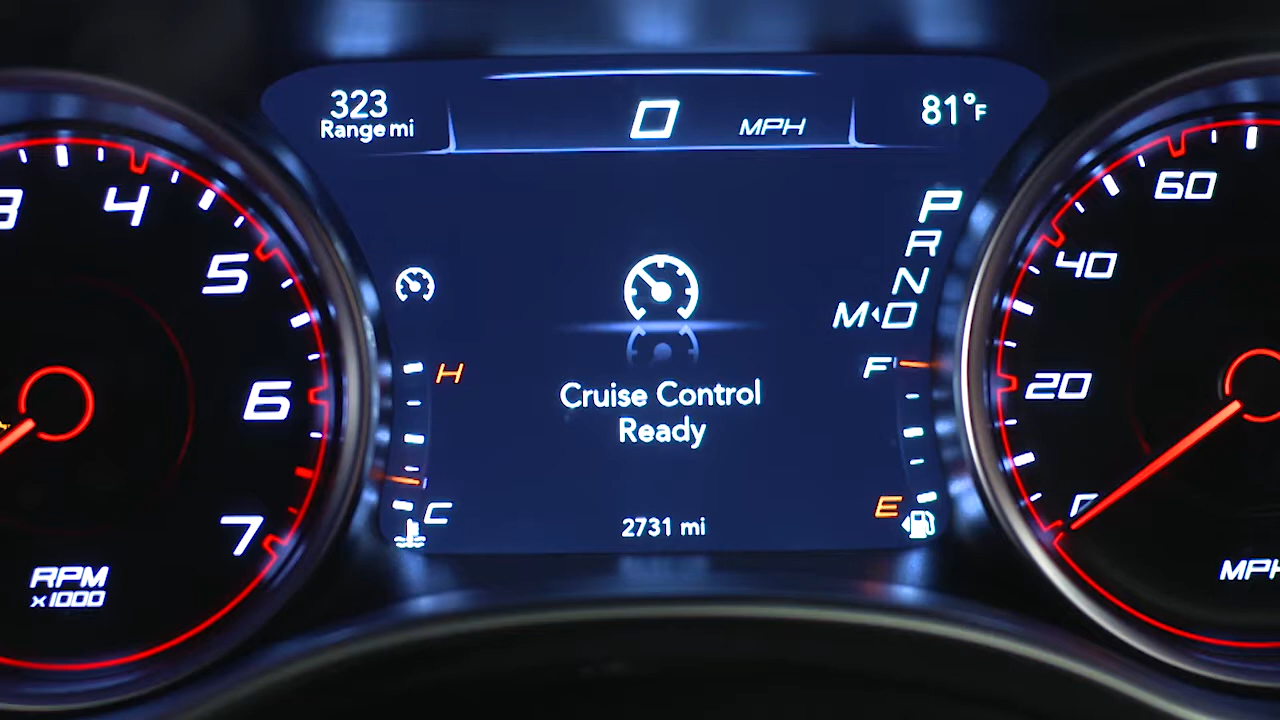 323
Range mi
0 MPH
81°F
3
4
5
6
7
RPM
x1000
H
C
Cruise Control
Ready
2731 mi
P
R
N
M D
F
E
60
40
20
MPH